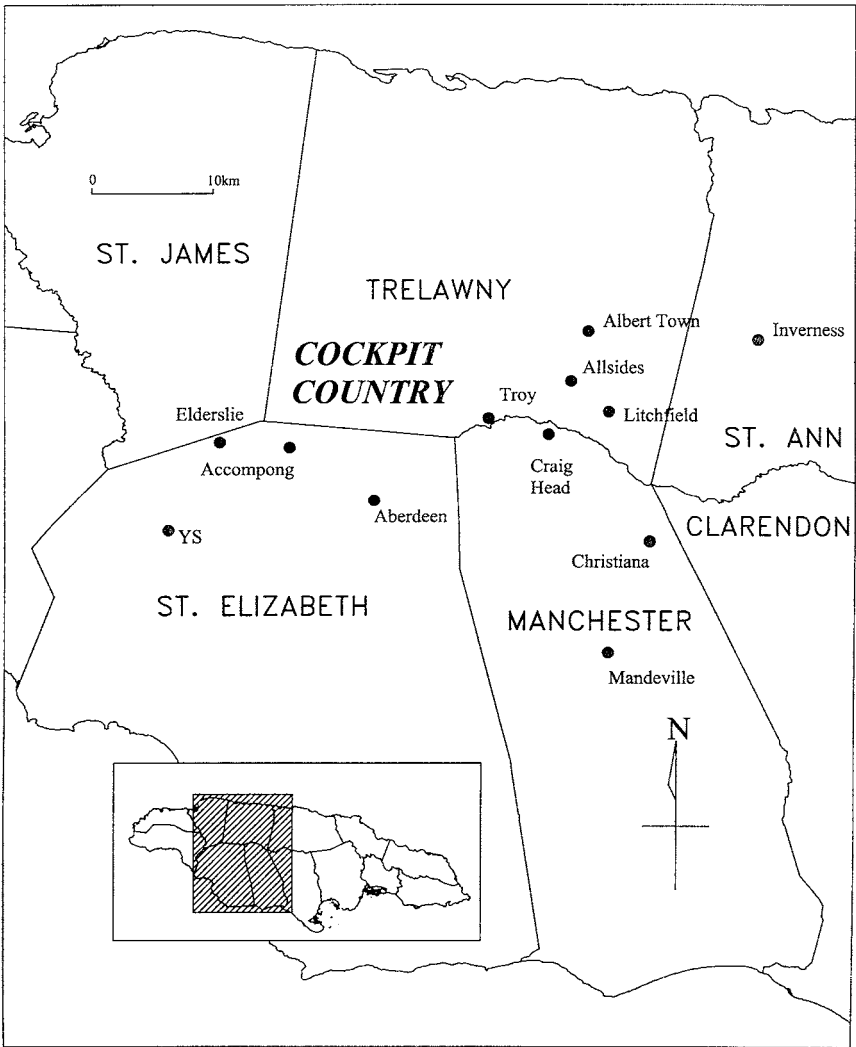 0 10km
ST. JAMES
TRELAWNY
Albert Town
Inverness
COCKPIT
COUNTRY
Allsides
Troy
Elderslie
Litchfield
ST. ANN
Accompong
Craig
Head
Aberdeen
CLARENDON
YS
Christiana
ST. ELIZABETH
MANCHESTER
Mandeville
N